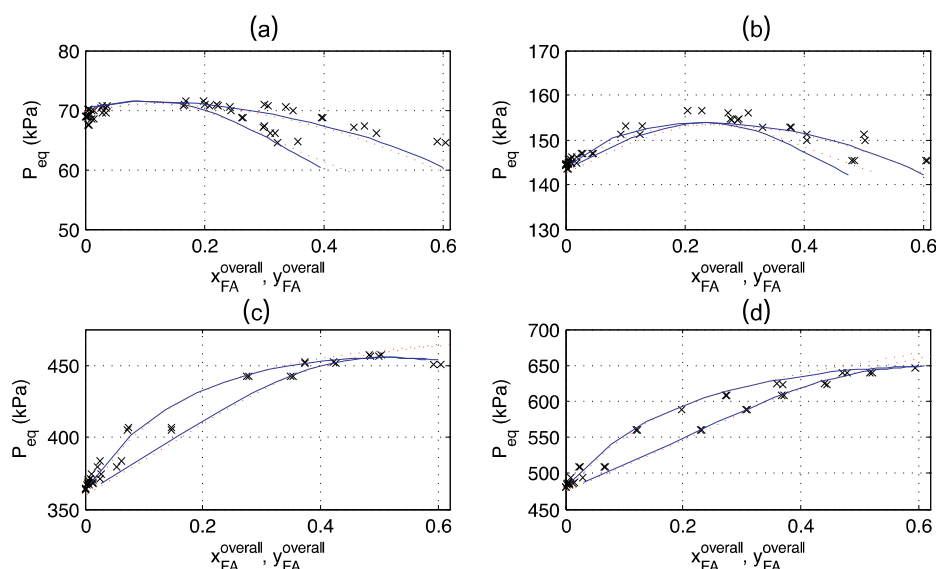 (a)
80
70
60
50
P_eq (kPa)
0 0.2 0.4 0.6
x_FA^overall, y_FA^overall
(b)
170
160
150
140
130
P_eq (kPa)
0 0.2 0.4 0.6
x_FA^overall, y_FA^overall
(c)
450
400
350
P_eq (kPa)
0 0.2 0.4 0.6
x_FA^overall, y_FA^overall
(d)
700
650
600
550
500
450
P_eq (kPa)
0 0.2 0.4 0.6
x_FA^overall, y_FA^overall